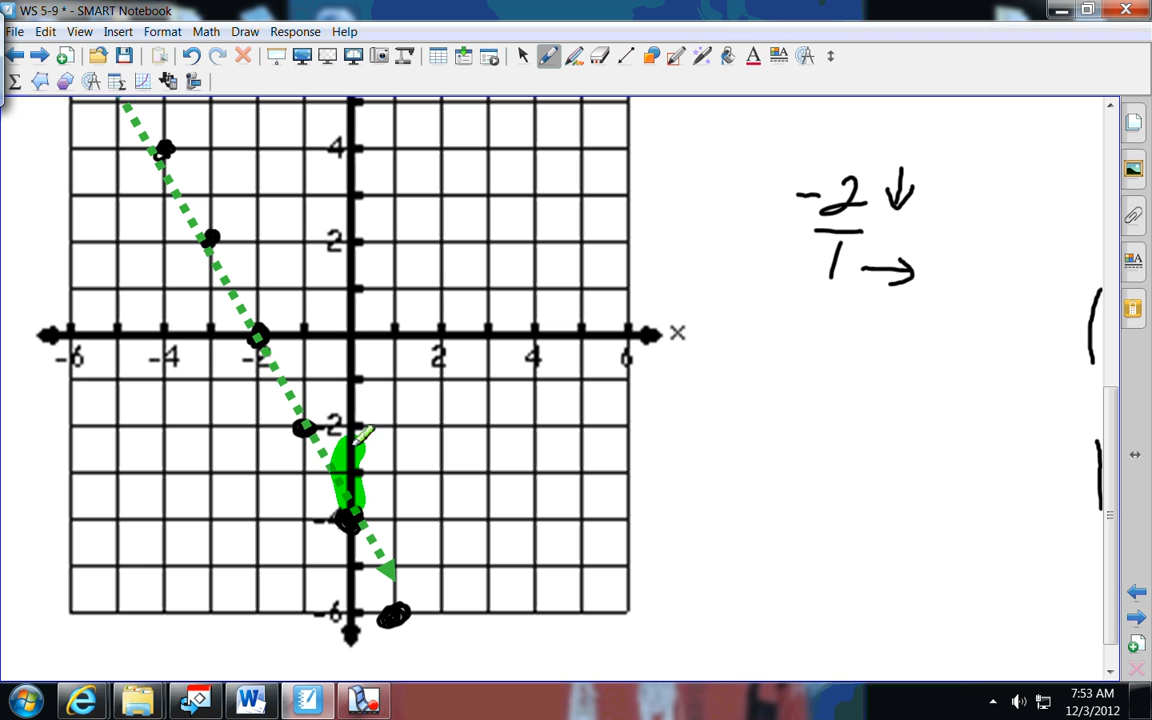 WS 5-9 * - SMART Notebook
File Edit View Insert Format Math Draw Response Help
4
2
-6 -4 -2 2 4 6 x
-2
-4
-6
-2 ↓
1 →
7:53 AM
12/3/2012